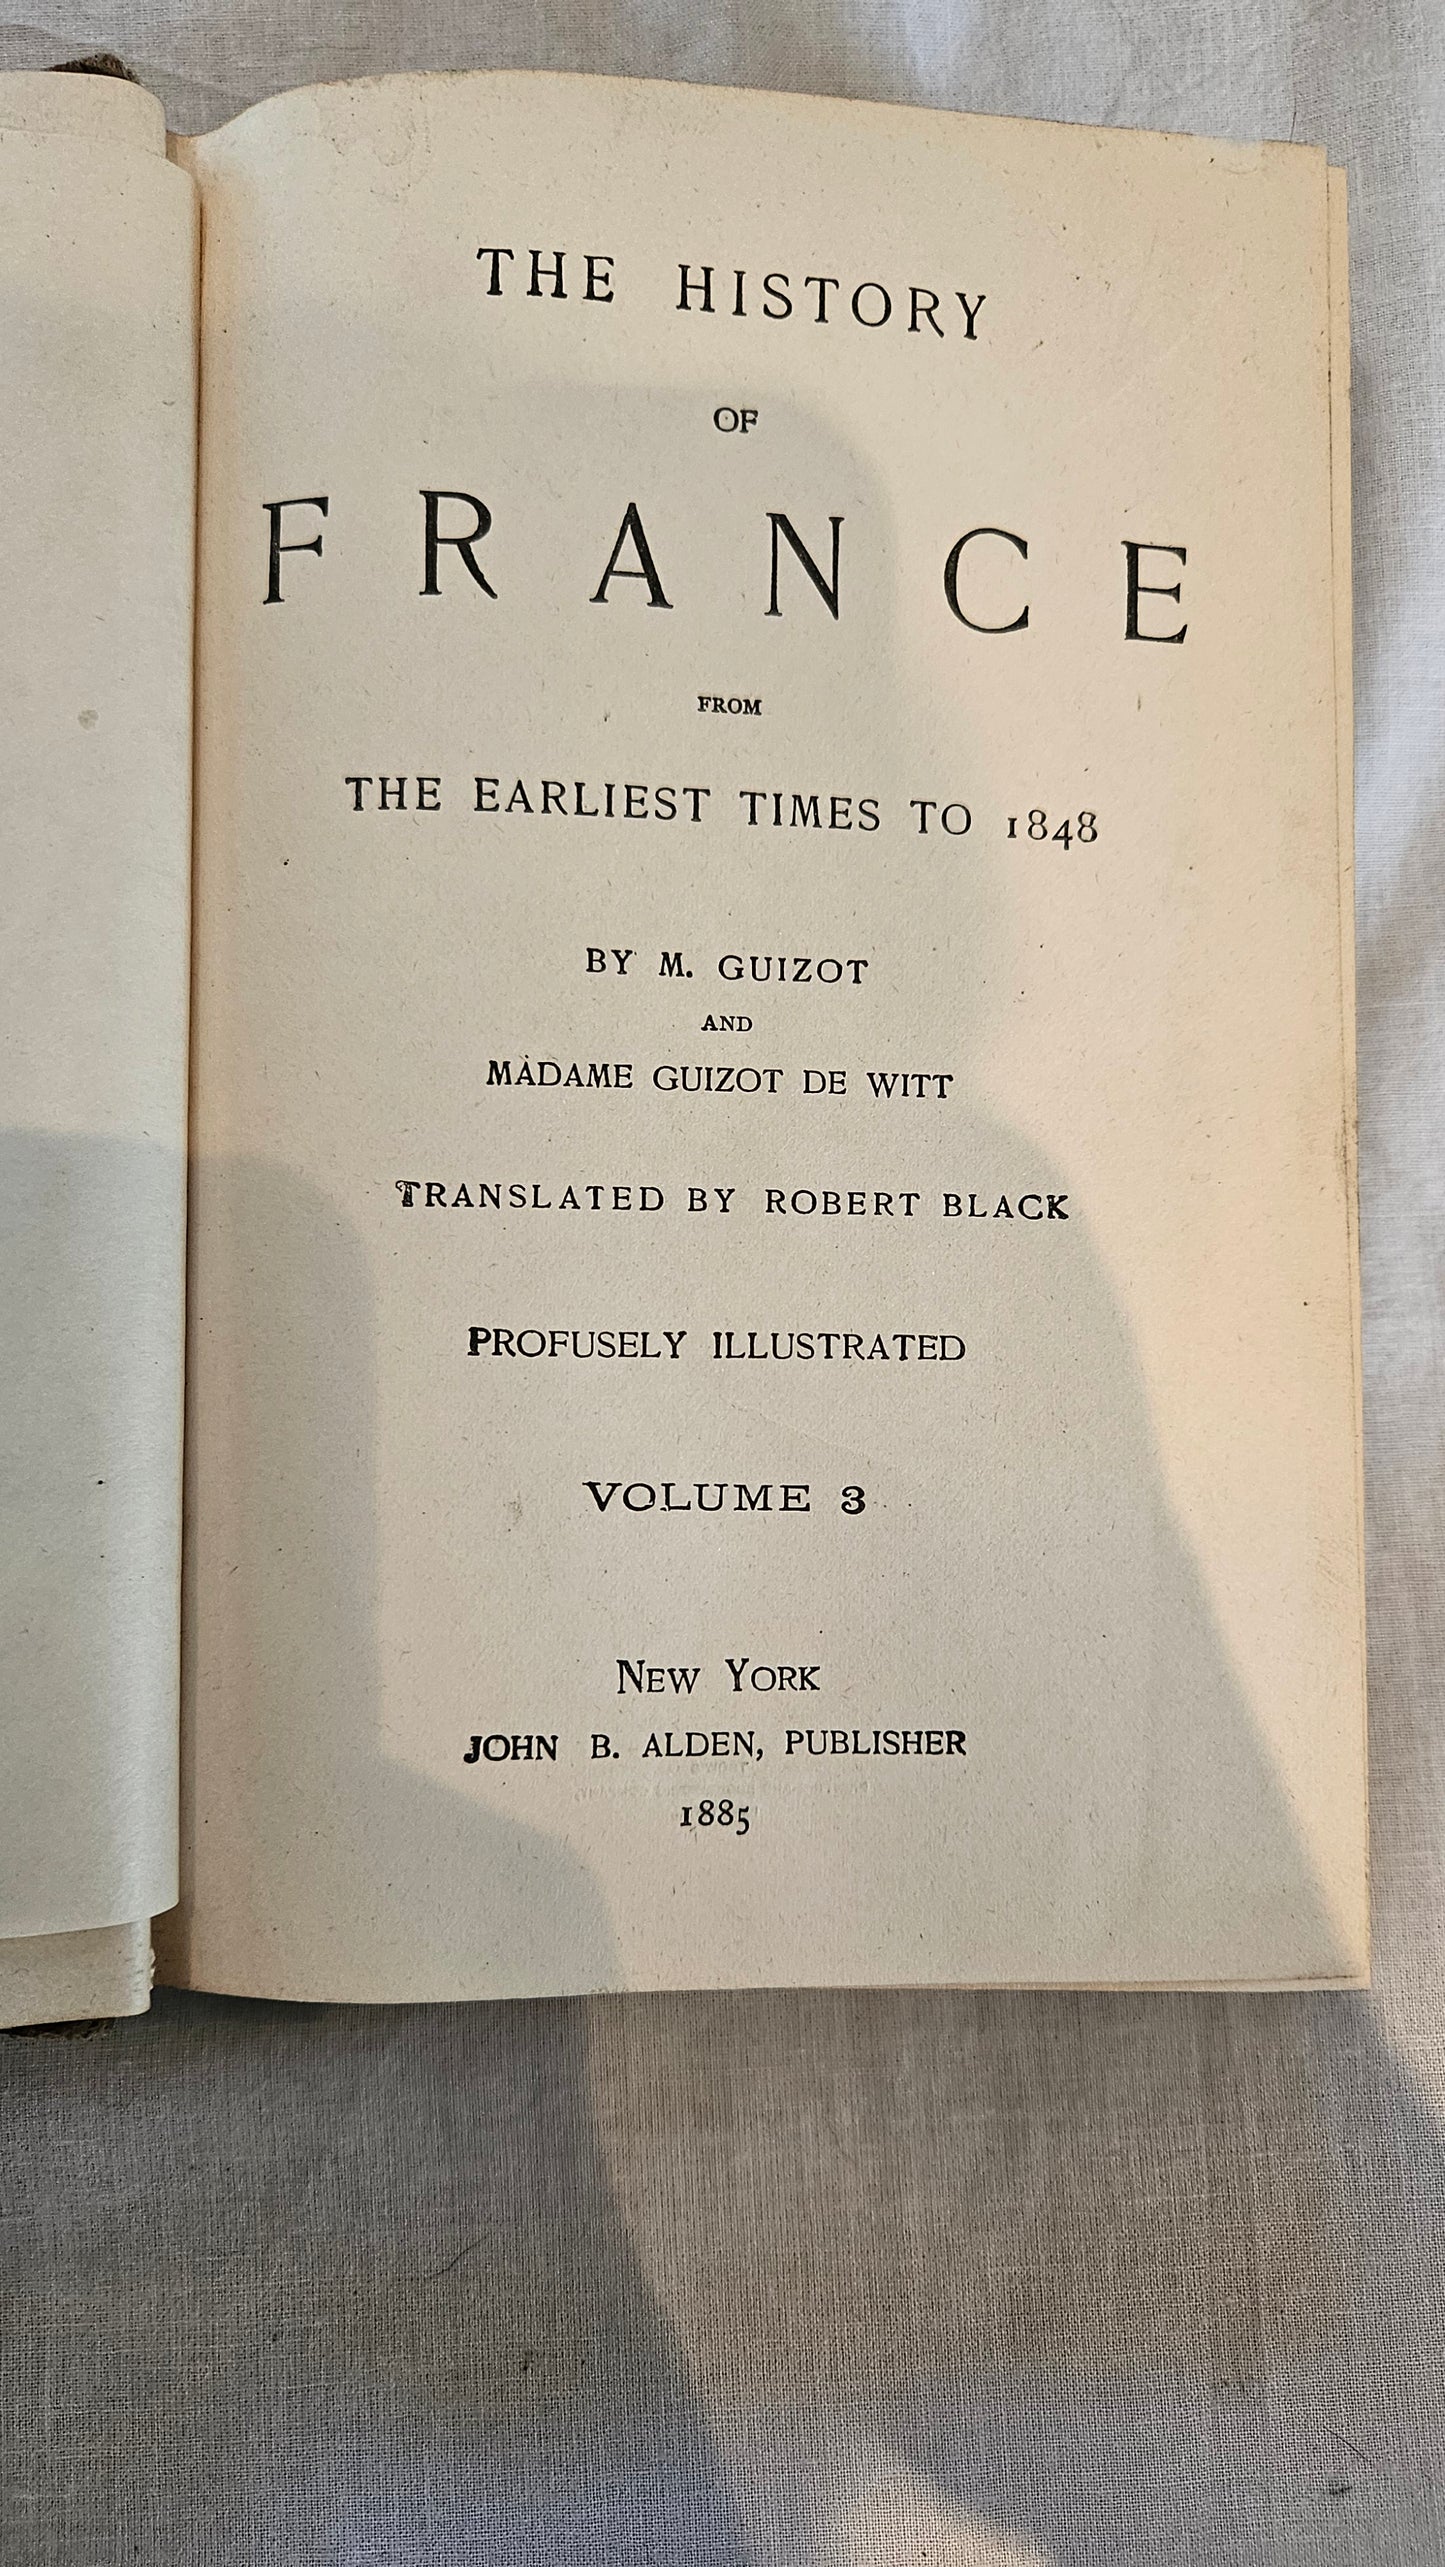 THE HISTORY
OF
FRANCE
FROM
THE EARLIEST TIMES TO 1848
BY M. GUIZOT
AND
MADAME GUIZOT DE WITT
TRANSLATED BY ROBERT BLACK
PROFUSELY ILLUSTRATED
VOLUME 3
NEW YORK
JOHN B. ALDEN, PUBLISHER
1885